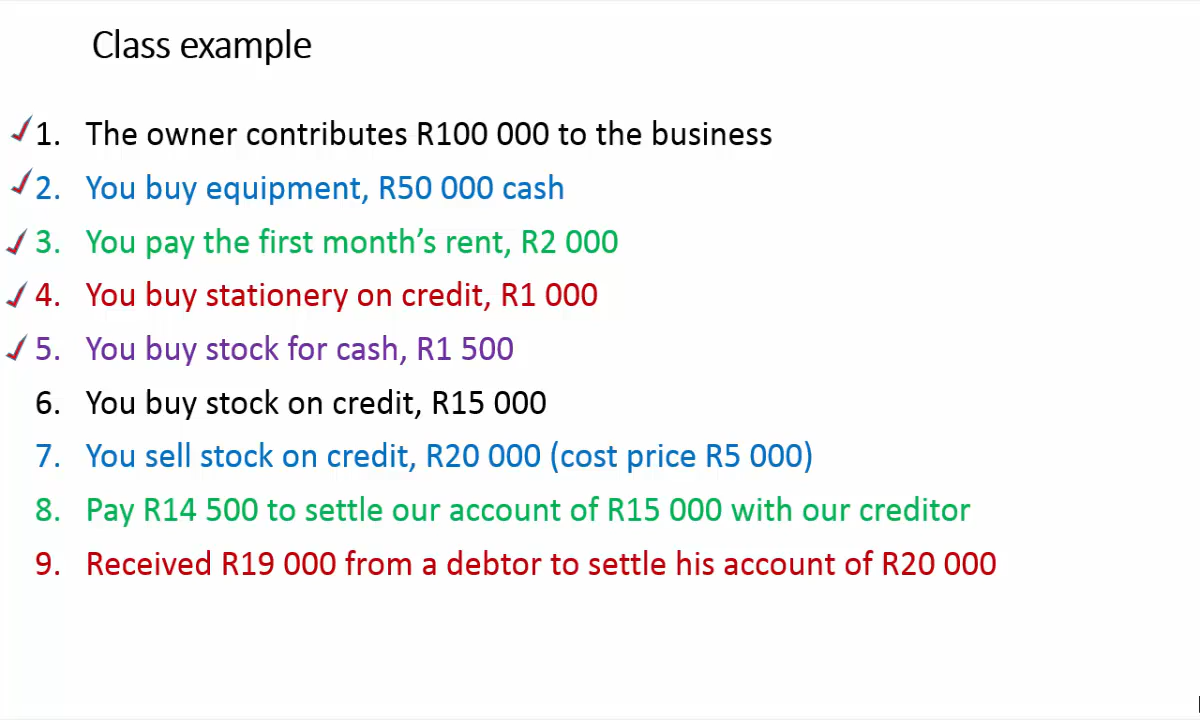 Class example
1. The owner contributes R100 000 to the business
2. You buy equipment, R50 000 cash
3. You pay the first month’s rent, R2 000
4. You buy stationery on credit, R1 000
5. You buy stock for cash, R1 500
6. You buy stock on credit, R15 000
7. You sell stock on credit, R20 000 (cost price R5 000)
8. Pay R14 500 to settle our account of R15 000 with our creditor
9. Received R19 000 from a debtor to settle his account of R20 000